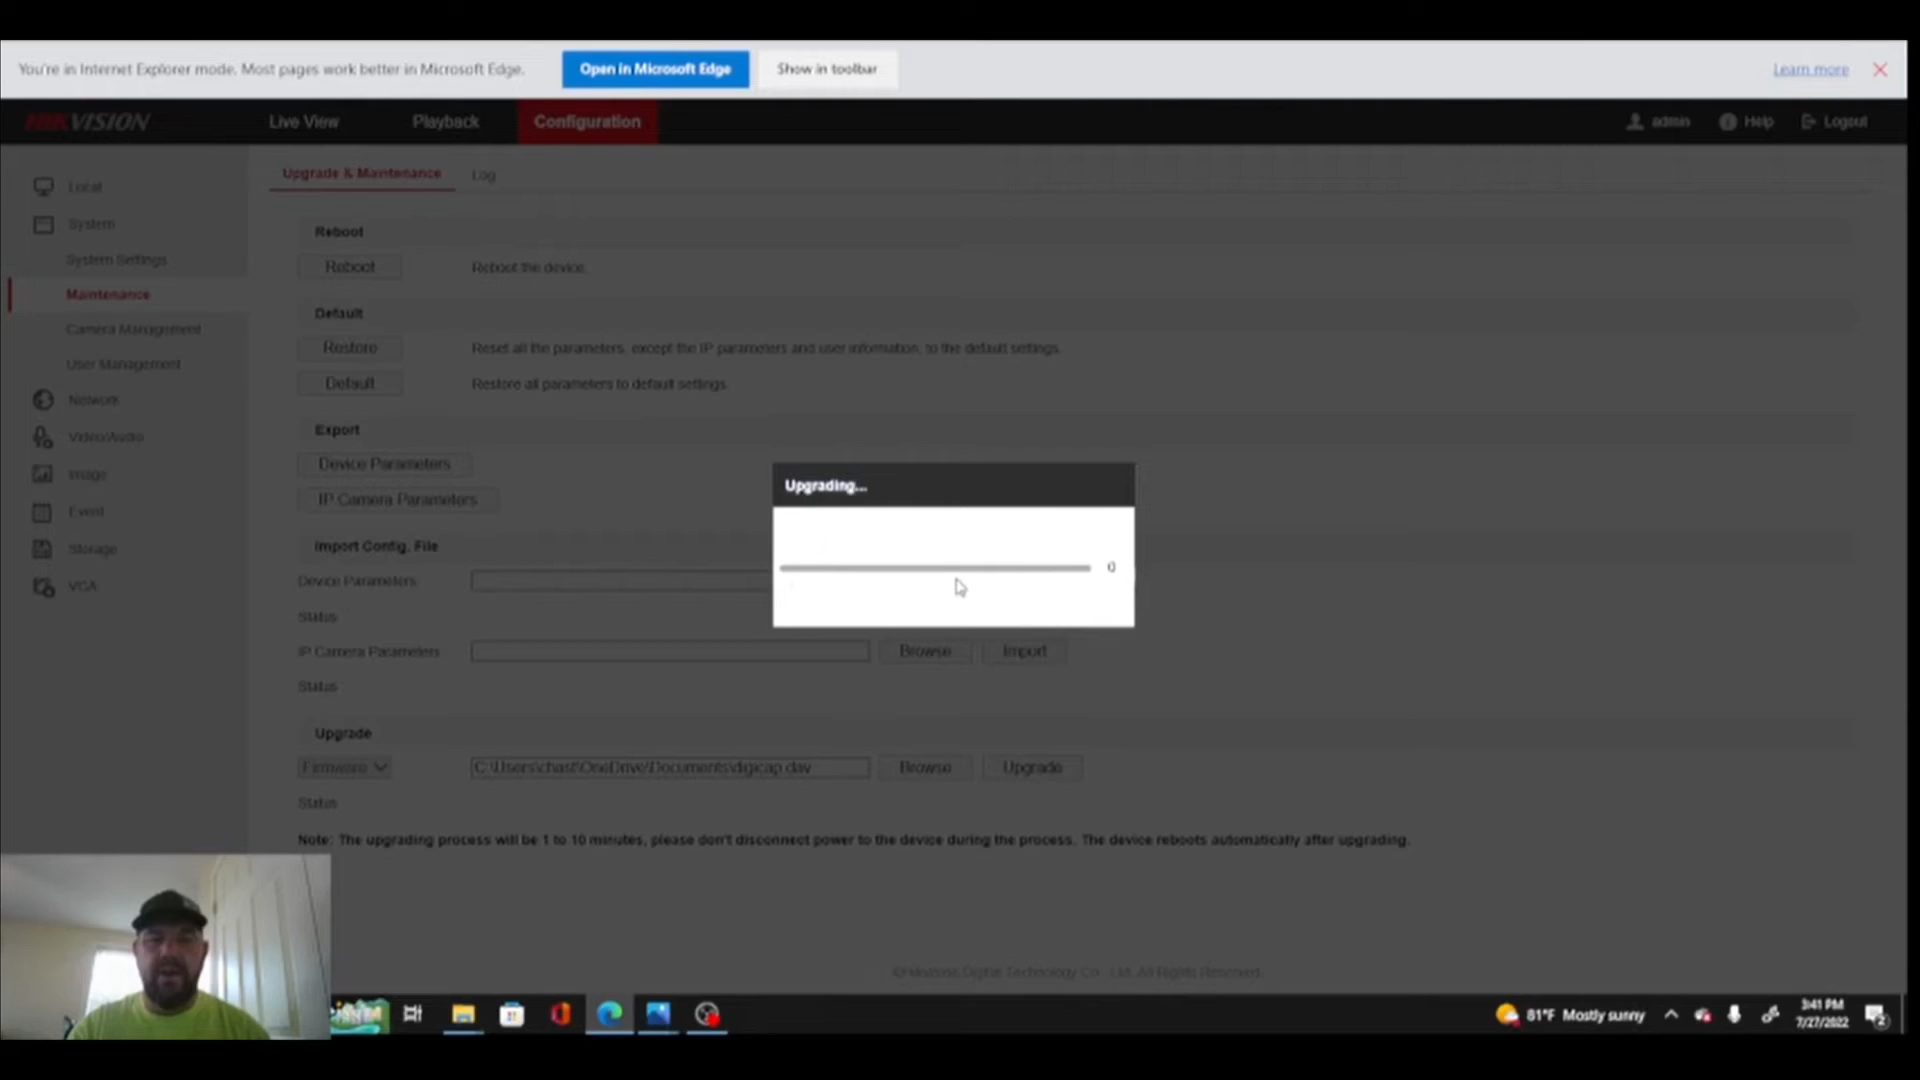 You're in Internet Explorer mode. Most pages work better in Microsoft Edge.
Open in Microsoft Edge
Show in toolbar
Learn more
HIKVISION
Live View
Playback
Configuration
admin
Help
Logout
Local
System
System Settings
Maintenance
Camera Management
User Management
Network
Video/Audio
Image
Event
Storage
VCA
Upgrade & Maintenance
Log
Reboot
Reboot
Reboot the device.
Default
Restore
Reset all the parameters, except the IP parameters and user information, to the default settings.
Default
Restore all parameters to default settings.
Export
Device Parameters
IP Camera Parameters
Import Config. File
Device Parameters
Status
IP Camera Parameters
Browse
Import
Status
Upgrading...
0
Upgrade
Firmware
C:\Users\chast\OneDrive\Documents\digicap.dav
Browse
Upgrade
Status
Note: The upgrading process will be 1 to 10 minutes, please don't disconnect power to the device during the process. The device reboots automatically after upgrading.
Digital Technology Co., Ltd. All Rights Reserved.
81°F Mostly sunny
3:41 PM
7/27/2022
2